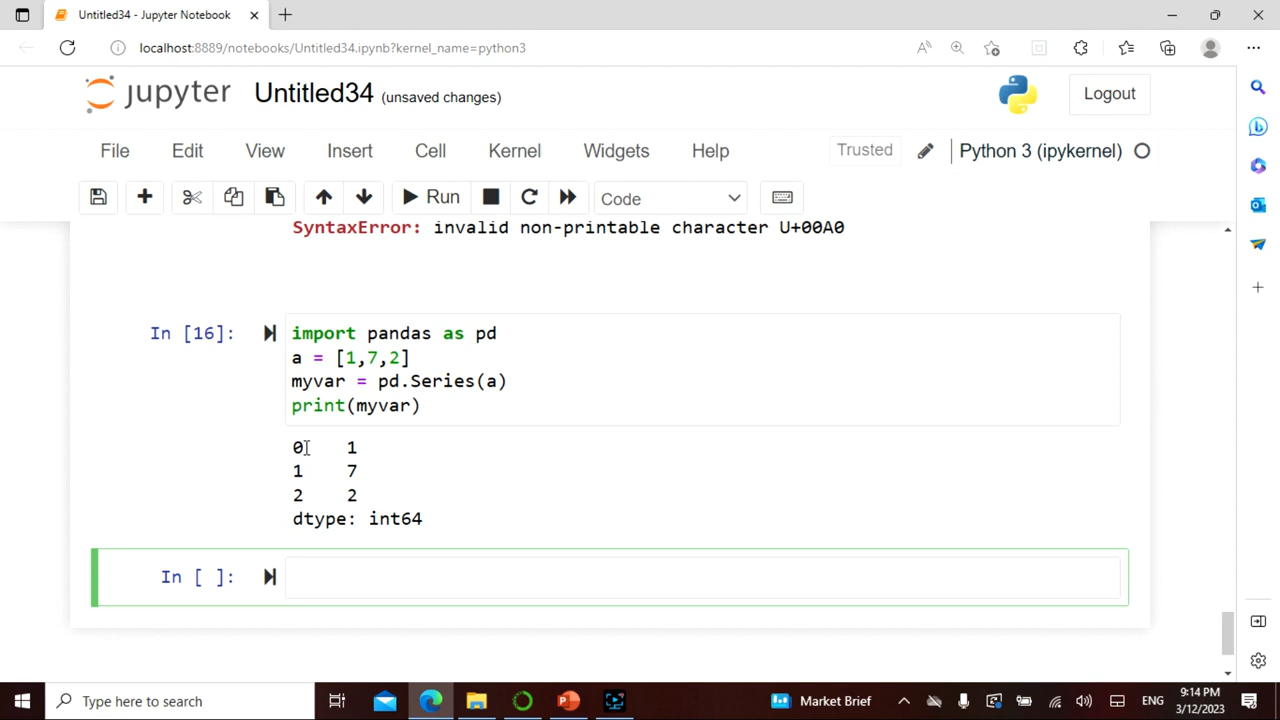 Untitled34 - Jupyter Notebook
localhost:8889/notebooks/Untitled34.ipynb?kernel_name=python3
jupyter Untitled34 (unsaved changes)
Logout
File Edit View Insert Cell Kernel Widgets Help Trusted Python 3 (ipykernel)
Run Code
SyntaxError: invalid non-printable character U+00A0
In [16]: import pandas as pd
a = [1,7,2]
myvar = pd.Series(a)
print(myvar)
0 1
1 7
2 2
dtype: int64
In [ ]:
Type here to search
Market Brief
ENG
9:14 PM
3/12/2023